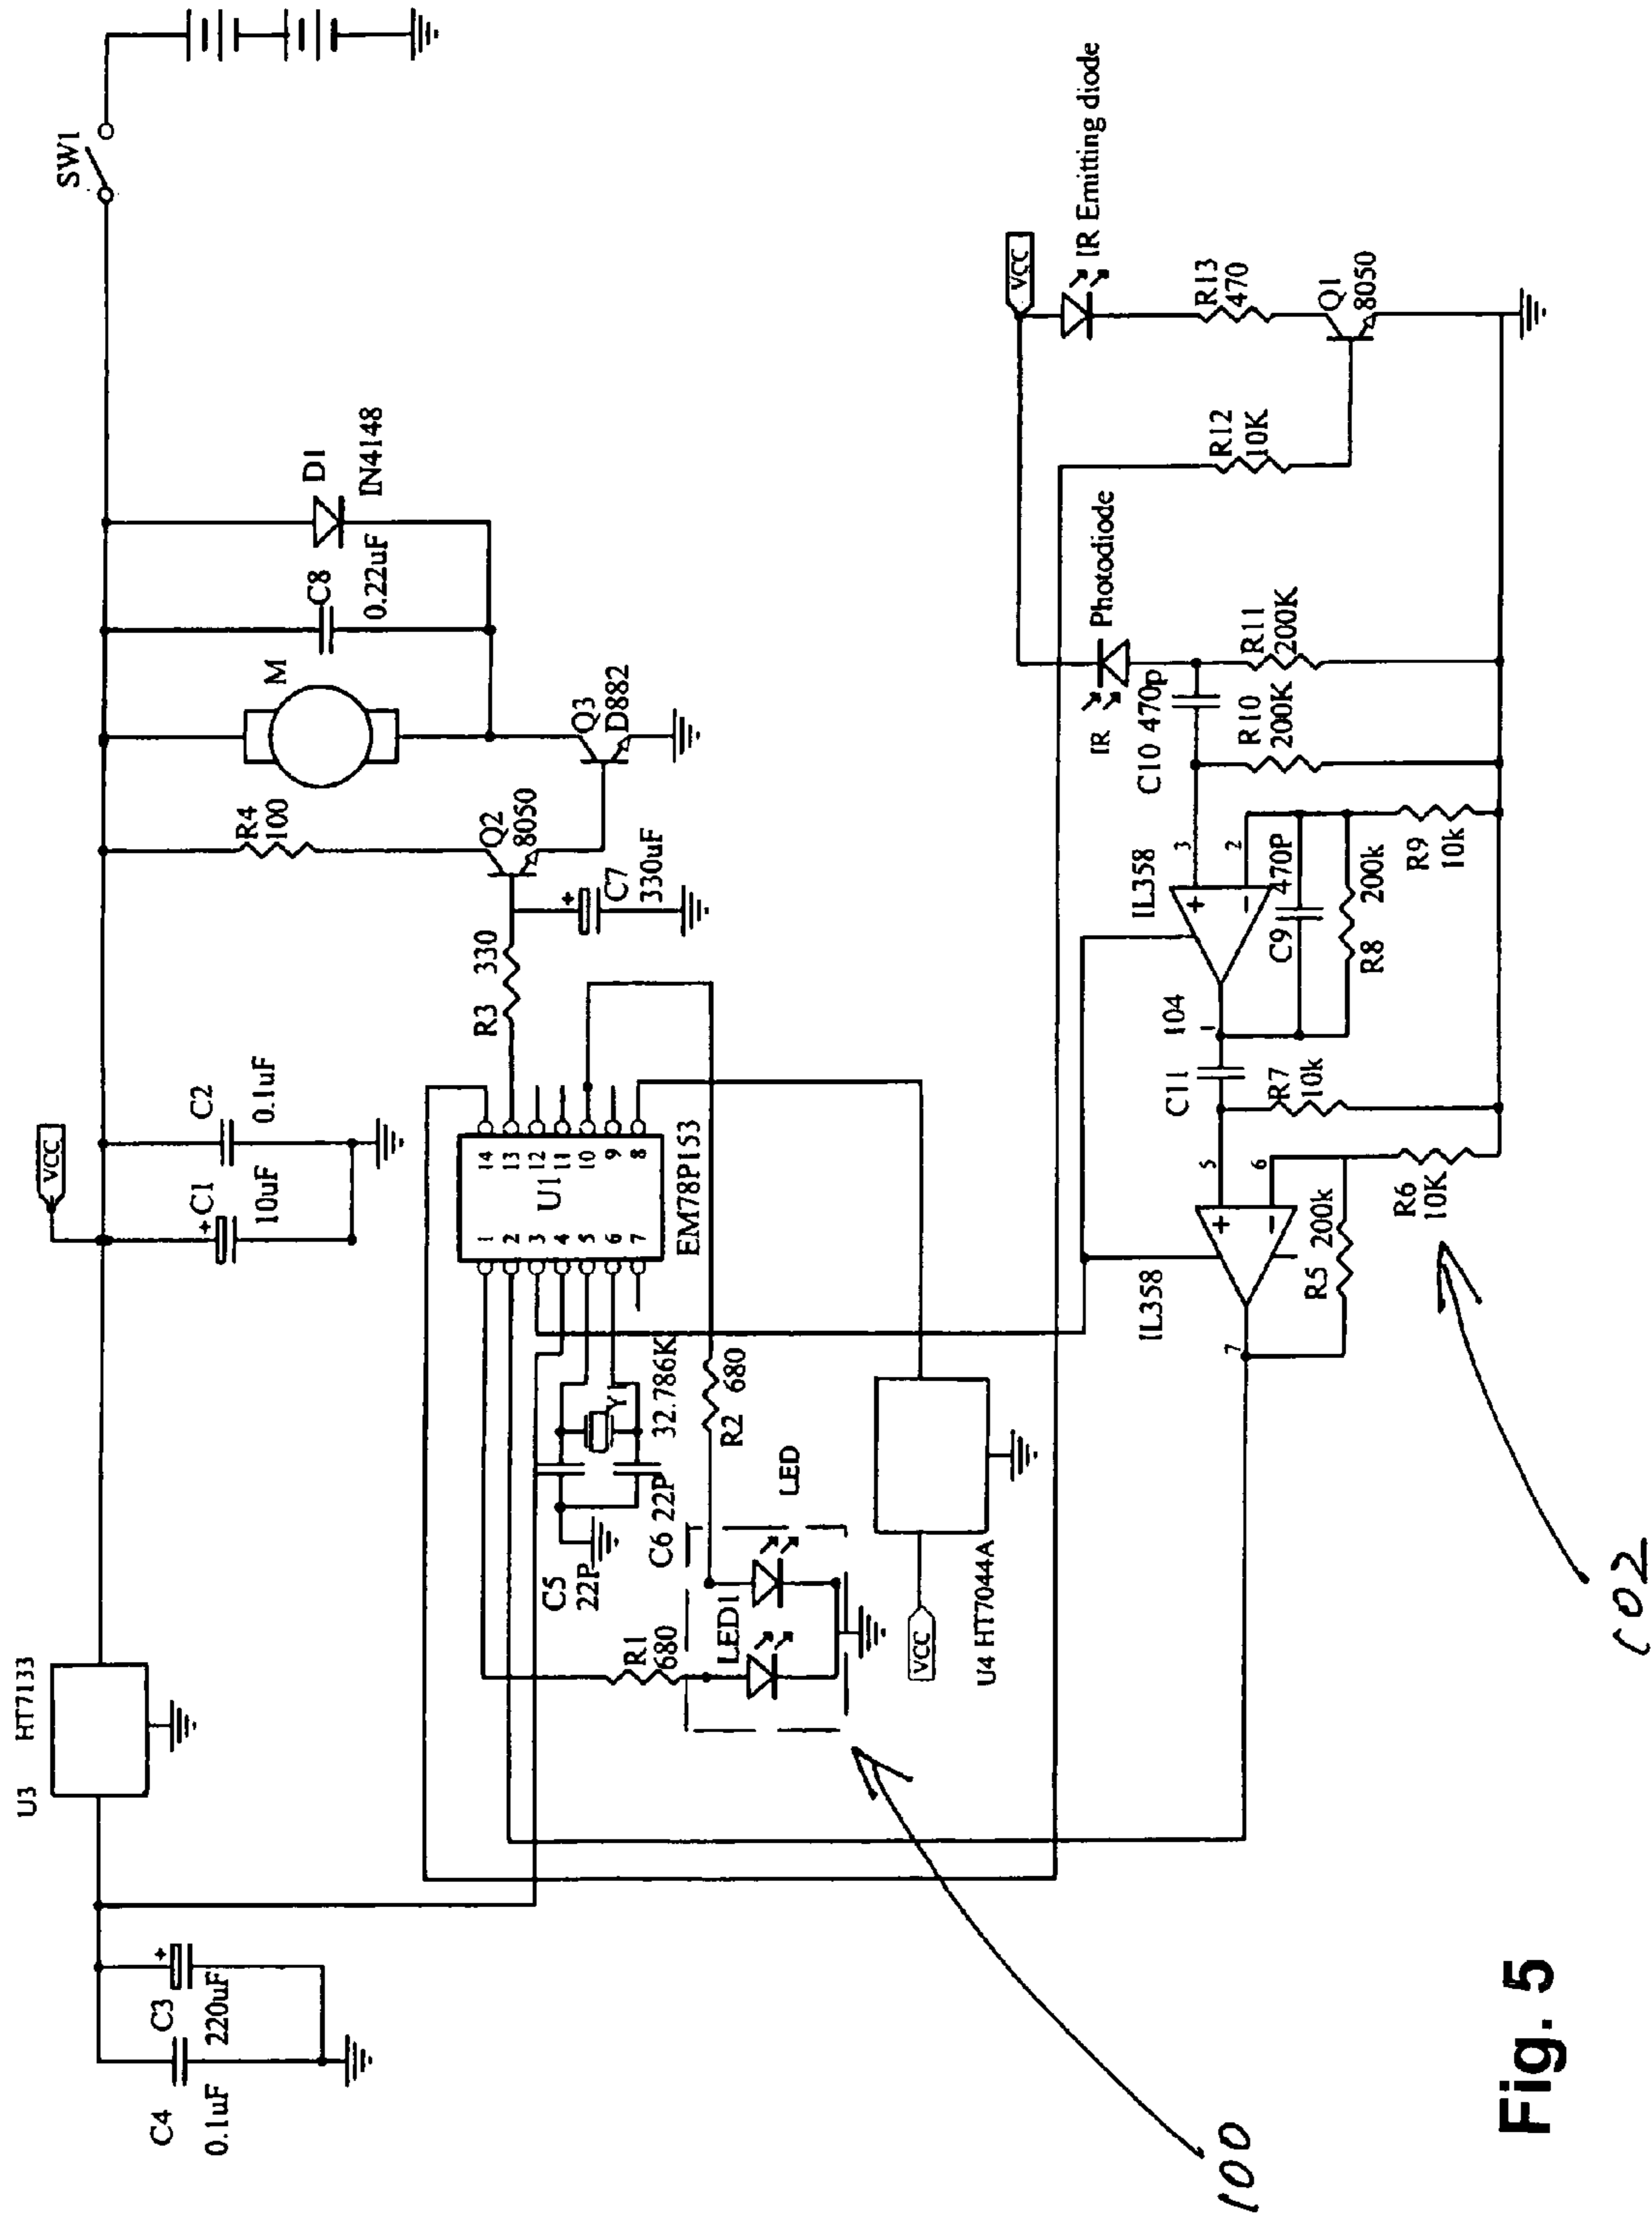 U3 HT7133
VCC
SW1
C4
0.1uF
C3
220uF
+
C1
10uF
+
C2
0.1uF
R4
100
M
C8
0.22uF
D1
IN4148
R3 330
Q2
8050
+
C7
330uF
Q3
D882
U1
1
2
3
4
5
6
7
14
13
12
11
10
9
8
EM78P153
C5
22P
C6 22P
Y1
32.786K
R1
680
R2 680
LED1
LED
VCC
U4 HT7044A
VCC
IR Emitting diode
R13
470
Q1
8050
R12
10K
IR Photodiode
C10 470p
R11
200K
R10
200K
IL358
3
2
+
-
1
C9 470P
R8 200k
R9
10k
C11 104
R7
10k
IL358
5
6
+
-
7
R5 200k
R6
10K
100
102
Fig. 5